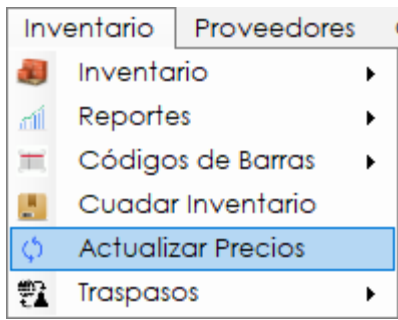 Inventario Proveedores
Inventario
Reportes
Códigos de Barras
Cuadar Inventario
Actualizar Precios
Traspasos